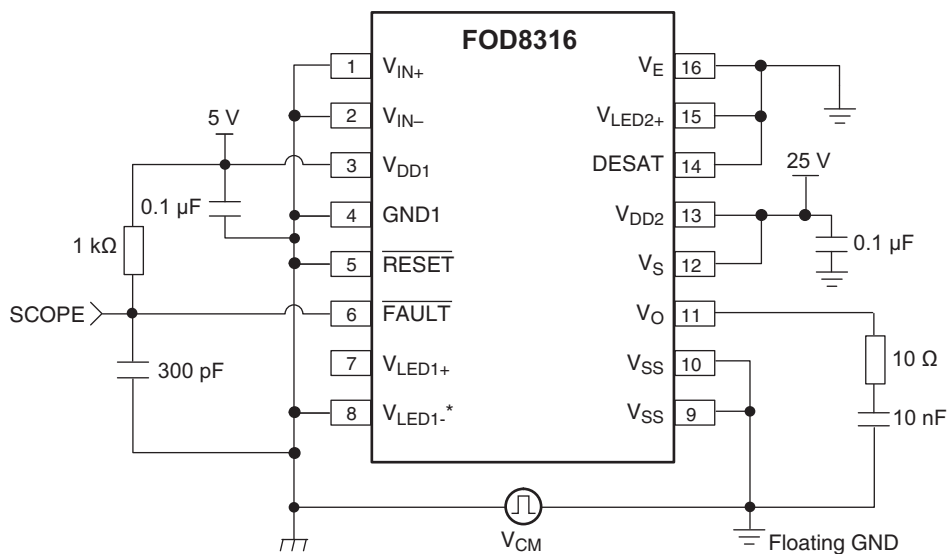 FOD8316
1 V_IN+
2 V_IN–
3 V_DD1
4 GND1
5 RESET
6 FAULT
7 V_LED1+
8 V_LED1-*
V_E 16
V_LED2+ 15
DESAT 14
V_DD2 13
V_S 12
V_O 11
V_SS 10
V_SS 9
5 V
0.1 µF
1 kΩ
SCOPE
300 pF
25 V
0.1 µF
10 Ω
10 nF
V_CM
Floating GND